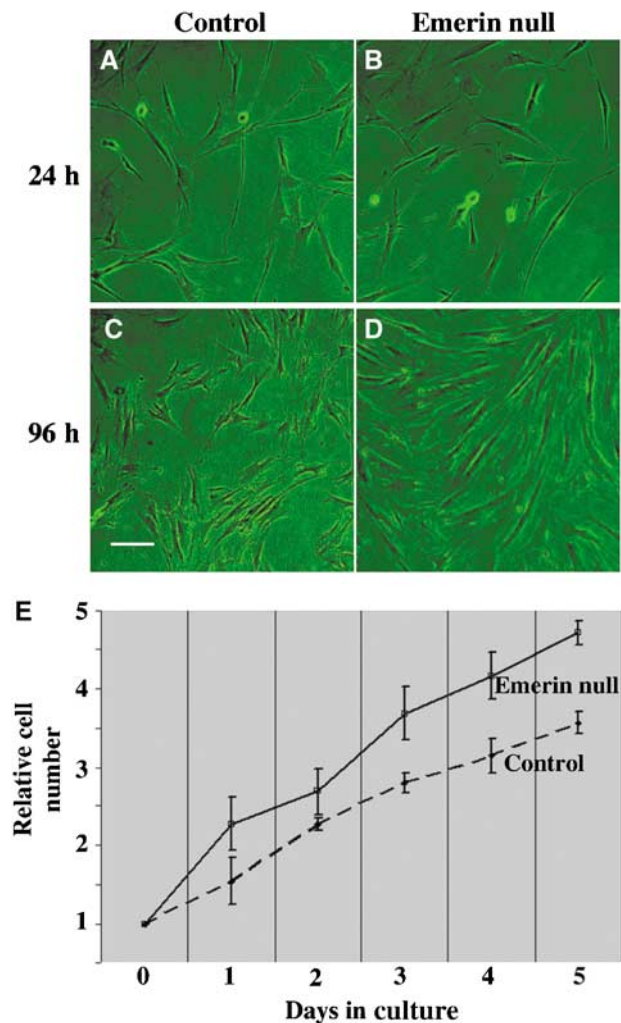 Control Emerin null
A B
24 h
C D
96 h
E
5
4
3
2
1
Relative cell
number
Emerin null
Control
0 1 2 3 4 5
Days in culture